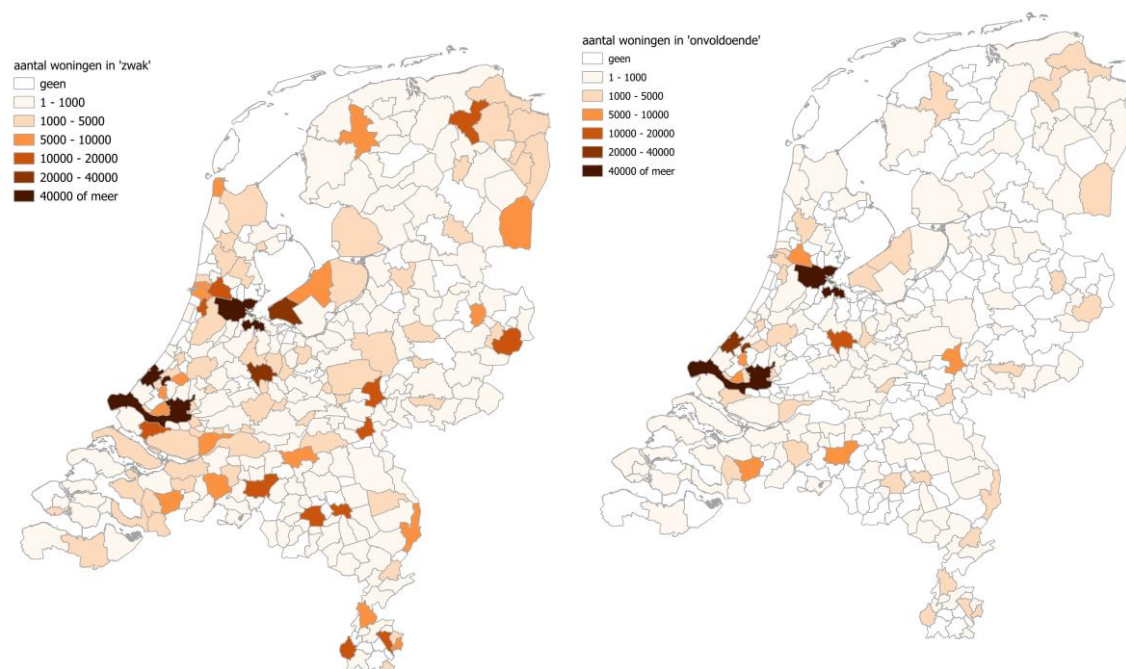 aantal woningen in 'zwak'
geen
1 - 1000
1000 - 5000
5000 - 10000
10000 - 20000
20000 - 40000
40000 of meer
aantal woningen in 'onvoldoende'
geen
1 - 1000
1000 - 5000
5000 - 10000
10000 - 20000
20000 - 40000
40000 of meer